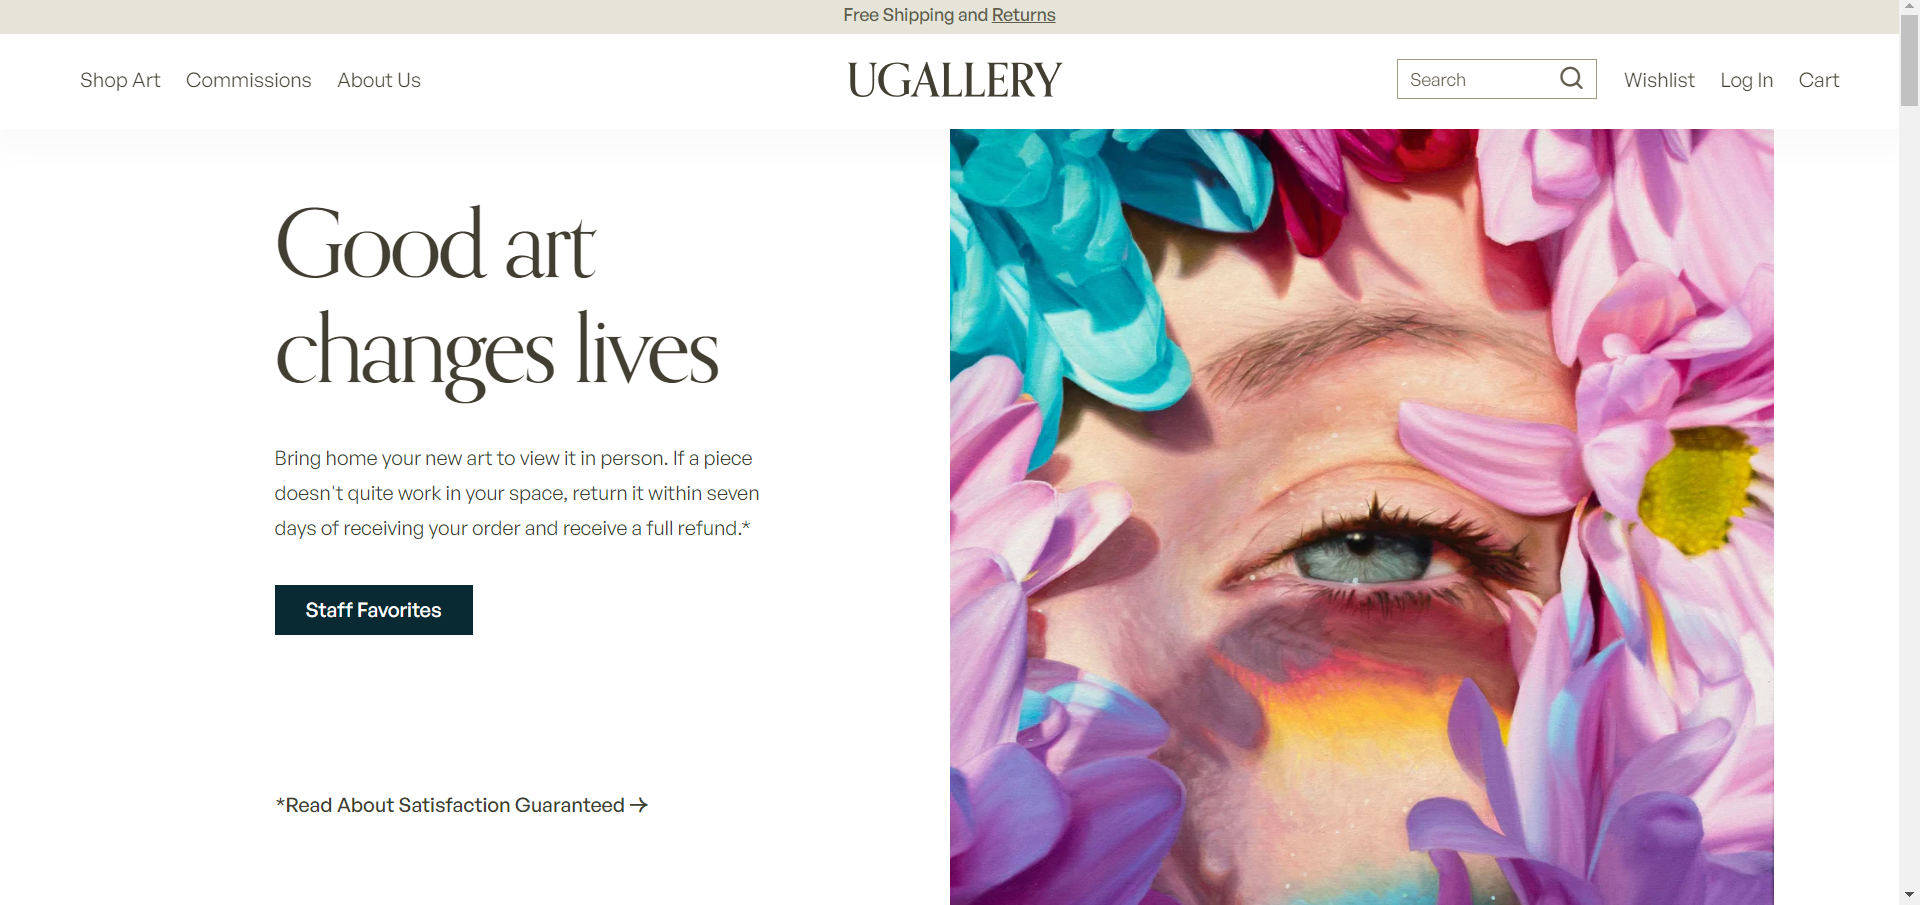 Free Shipping and Returns
Shop Art Commissions About Us
UGALLERY
Search
Wishlist Log In Cart
Good art
changes lives
Bring home your new art to view it in person. If a piece
doesn't quite work in your space, return it within seven
days of receiving your order and receive a full refund.*
Staff Favorites
*Read About Satisfaction Guaranteed →